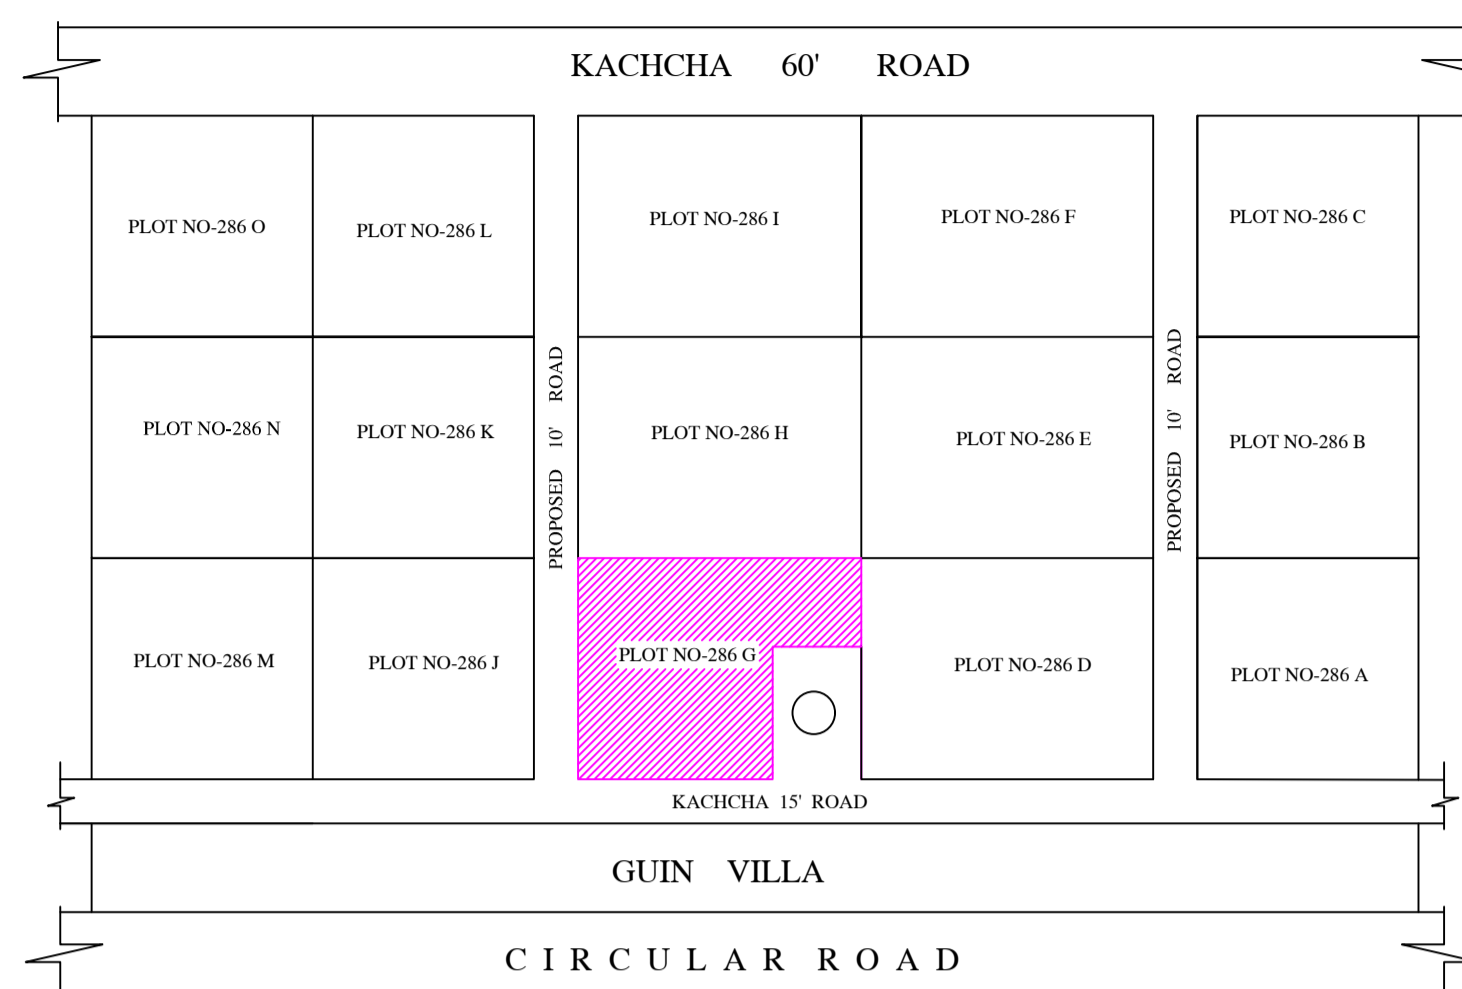 KACHCHA 60' ROAD
PLOT NO-286 O
PLOT NO-286 L
PLOT NO-286 I
PLOT NO-286 F
PLOT NO-286 C
PROPOSED 10' ROAD
PROPOSED 10' ROAD
PLOT NO-286 N
PLOT NO-286 K
PLOT NO-286 H
PLOT NO-286 E
PLOT NO-286 B
PLOT NO-286 M
PLOT NO-286 J
PLOT NO-286 G
PLOT NO-286 D
PLOT NO-286 A
KACHCHA 15' ROAD
GUIN VILLA
CIRCULAR ROAD